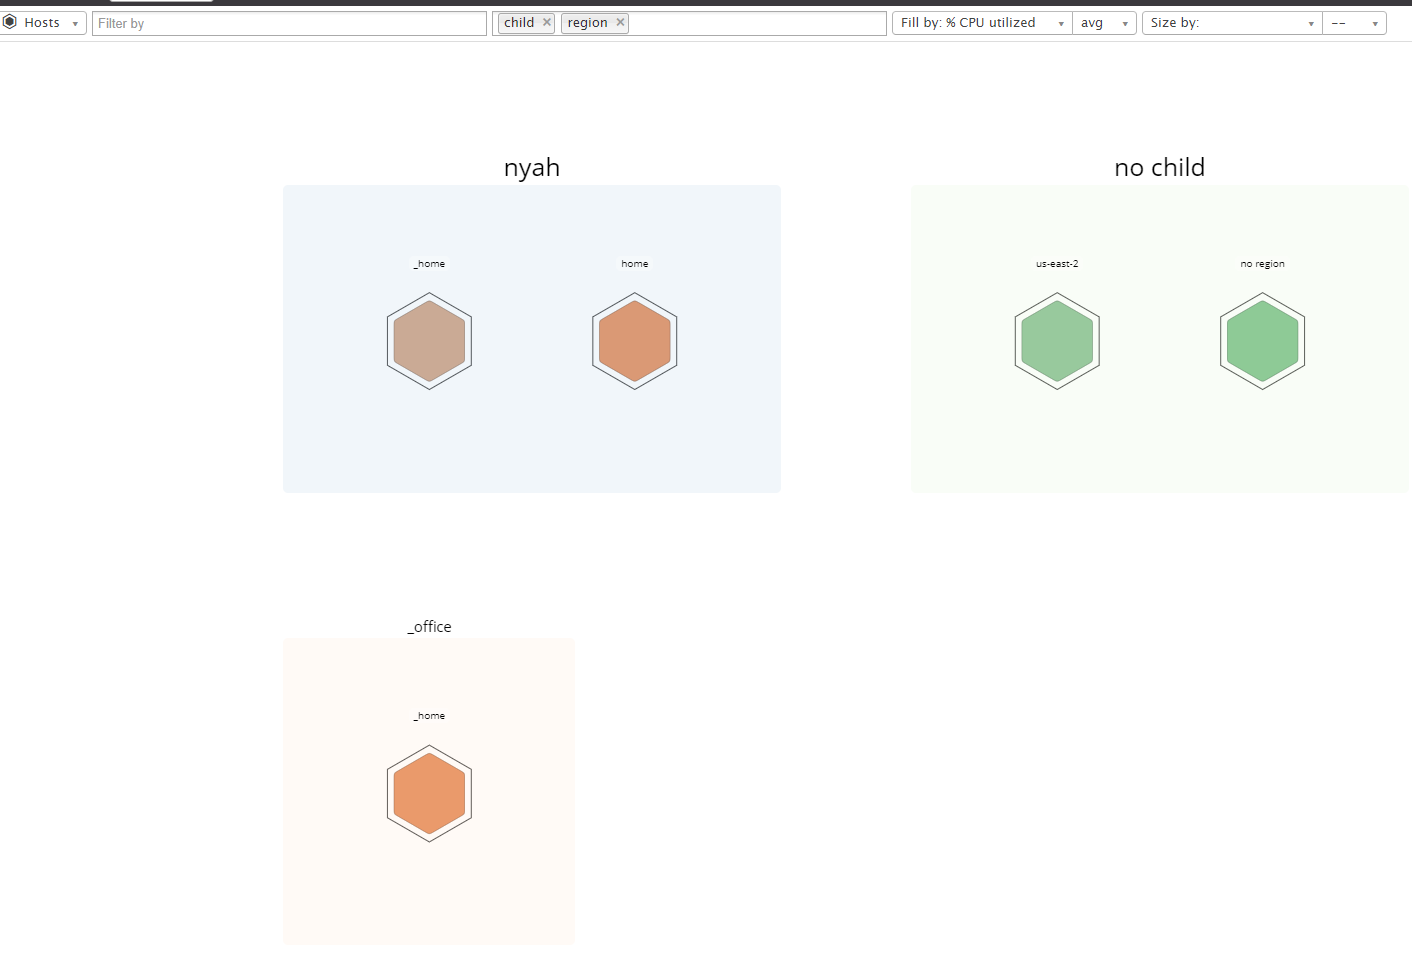 Hosts Filter by child region Fill by: % CPU utilized avg Size by: --
nyah no child
_home home us-east-2 no region
_office
_home